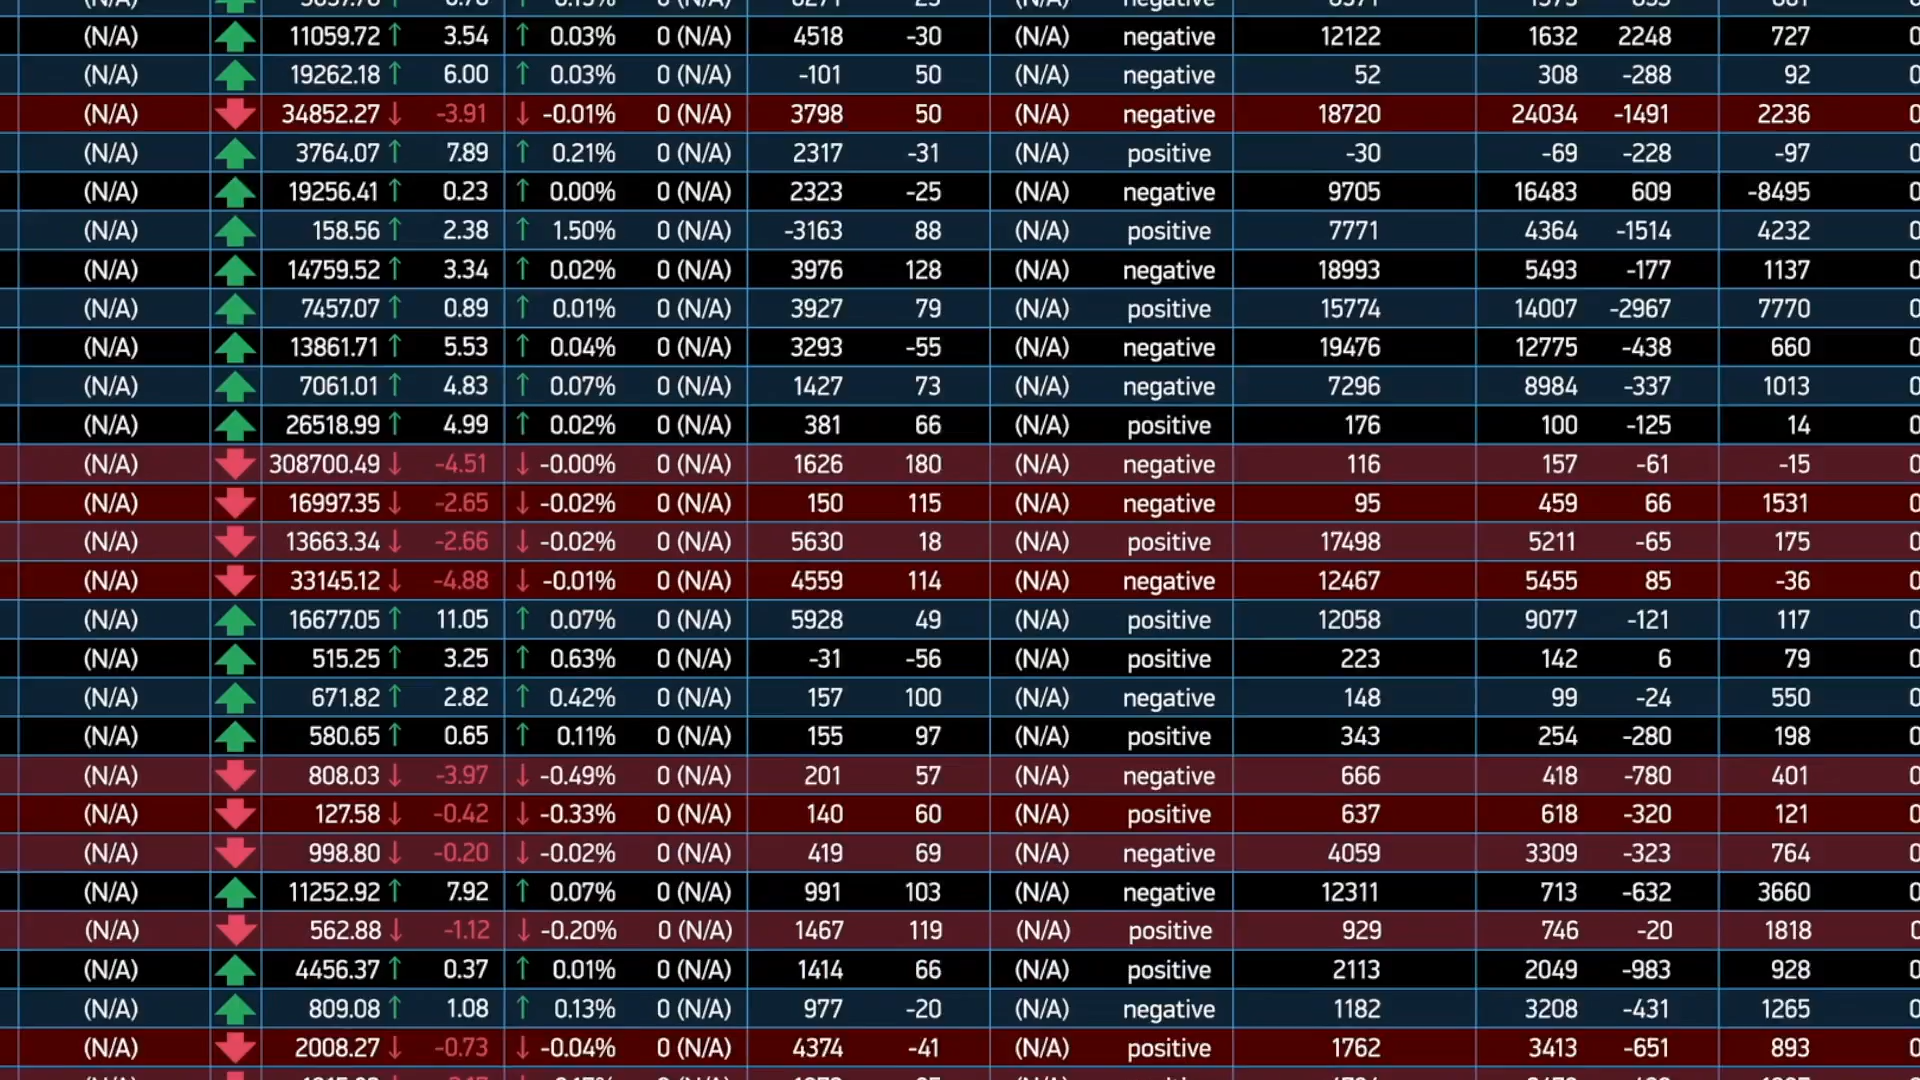 (N/A) 11059.72 ↑ 3.54 ↑ 0.03% 0 (N/A) 4518 -30 (N/A) negative 12122 1632 2248 727
(N/A) 19262.18 ↑ 6.00 ↑ 0.03% 0 (N/A) -101 50 (N/A) negative 52 308 -288 92
(N/A) 34852.27 ↓ -3.91 ↓ -0.01% 0 (N/A) 3798 50 (N/A) negative 18720 24034 -1491 2236
(N/A) 3764.07 ↑ 7.89 ↑ 0.21% 0 (N/A) 2317 -31 (N/A) positive -30 -69 -228 -97
(N/A) 19256.41 ↑ 0.23 ↑ 0.00% 0 (N/A) 2323 -25 (N/A) negative 9705 16483 609 -8495
(N/A) 158.56 ↑ 2.38 ↑ 1.50% 0 (N/A) -3163 88 (N/A) positive 7771 4364 -1514 4232
(N/A) 14759.52 ↑ 3.34 ↑ 0.02% 0 (N/A) 3976 128 (N/A) negative 18993 5493 -177 1137
(N/A) 7457.07 ↑ 0.89 ↑ 0.01% 0 (N/A) 3927 79 (N/A) positive 15774 14007 -2967 7770
(N/A) 13861.71 ↑ 5.53 ↑ 0.04% 0 (N/A) 3293 -55 (N/A) negative 19476 12775 -438 660
(N/A) 7061.01 ↑ 4.83 ↑ 0.07% 0 (N/A) 1427 73 (N/A) negative 7296 8984 -337 1013
(N/A) 26518.99 ↑ 4.99 ↑ 0.02% 0 (N/A) 381 66 (N/A) positive 176 100 -125 14
(N/A) 308700.49 ↓ -4.51 ↓ -0.00% 0 (N/A) 1626 180 (N/A) negative 116 157 -61 -15
(N/A) 16997.35 ↓ -2.65 ↓ -0.02% 0 (N/A) 150 115 (N/A) negative 95 459 66 1531
(N/A) 13663.34 ↓ -2.66 ↓ -0.02% 0 (N/A) 5630 18 (N/A) positive 17498 5211 -65 175
(N/A) 33145.12 ↓ -4.88 ↓ -0.01% 0 (N/A) 4559 114 (N/A) negative 12467 5455 85 -36
(N/A) 16677.05 ↑ 11.05 ↑ 0.07% 0 (N/A) 5928 49 (N/A) positive 12058 9077 -121 117
(N/A) 515.25 ↑ 3.25 ↑ 0.63% 0 (N/A) -31 -56 (N/A) positive 223 142 6 79
(N/A) 671.82 ↑ 2.82 ↑ 0.42% 0 (N/A) 157 100 (N/A) negative 148 99 -24 550
(N/A) 580.65 ↑ 0.65 ↑ 0.11% 0 (N/A) 155 97 (N/A) positive 343 254 -280 198
(N/A) 808.03 ↓ -3.97 ↓ -0.49% 0 (N/A) 201 57 (N/A) negative 666 418 -780 401
(N/A) 127.58 ↓ -0.42 ↓ -0.33% 0 (N/A) 140 60 (N/A) positive 637 618 -320 121
(N/A) 998.80 ↓ -0.20 ↓ -0.02% 0 (N/A) 419 69 (N/A) negative 4059 3309 -323 764
(N/A) 11252.92 ↑ 7.92 ↑ 0.07% 0 (N/A) 991 103 (N/A) negative 12311 713 -632 3660
(N/A) 562.88 ↓ -1.12 ↓ -0.20% 0 (N/A) 1467 119 (N/A) positive 929 746 -20 1818
(N/A) 4456.37 ↑ 0.37 ↑ 0.01% 0 (N/A) 1414 66 (N/A) positive 2113 2049 -983 928
(N/A) 809.08 ↑ 1.08 ↑ 0.13% 0 (N/A) 977 -20 (N/A) negative 1182 3208 -431 1265
(N/A) 2008.27 ↓ -0.73 ↓ -0.04% 0 (N/A) 4374 -41 (N/A) positive 1762 3413 -651 893